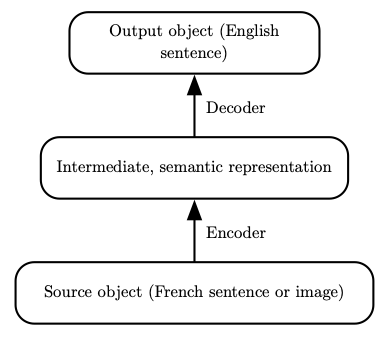 Output object (English
sentence)
Decoder
Intermediate, semantic representation
Encoder
Source object (French sentence or image)